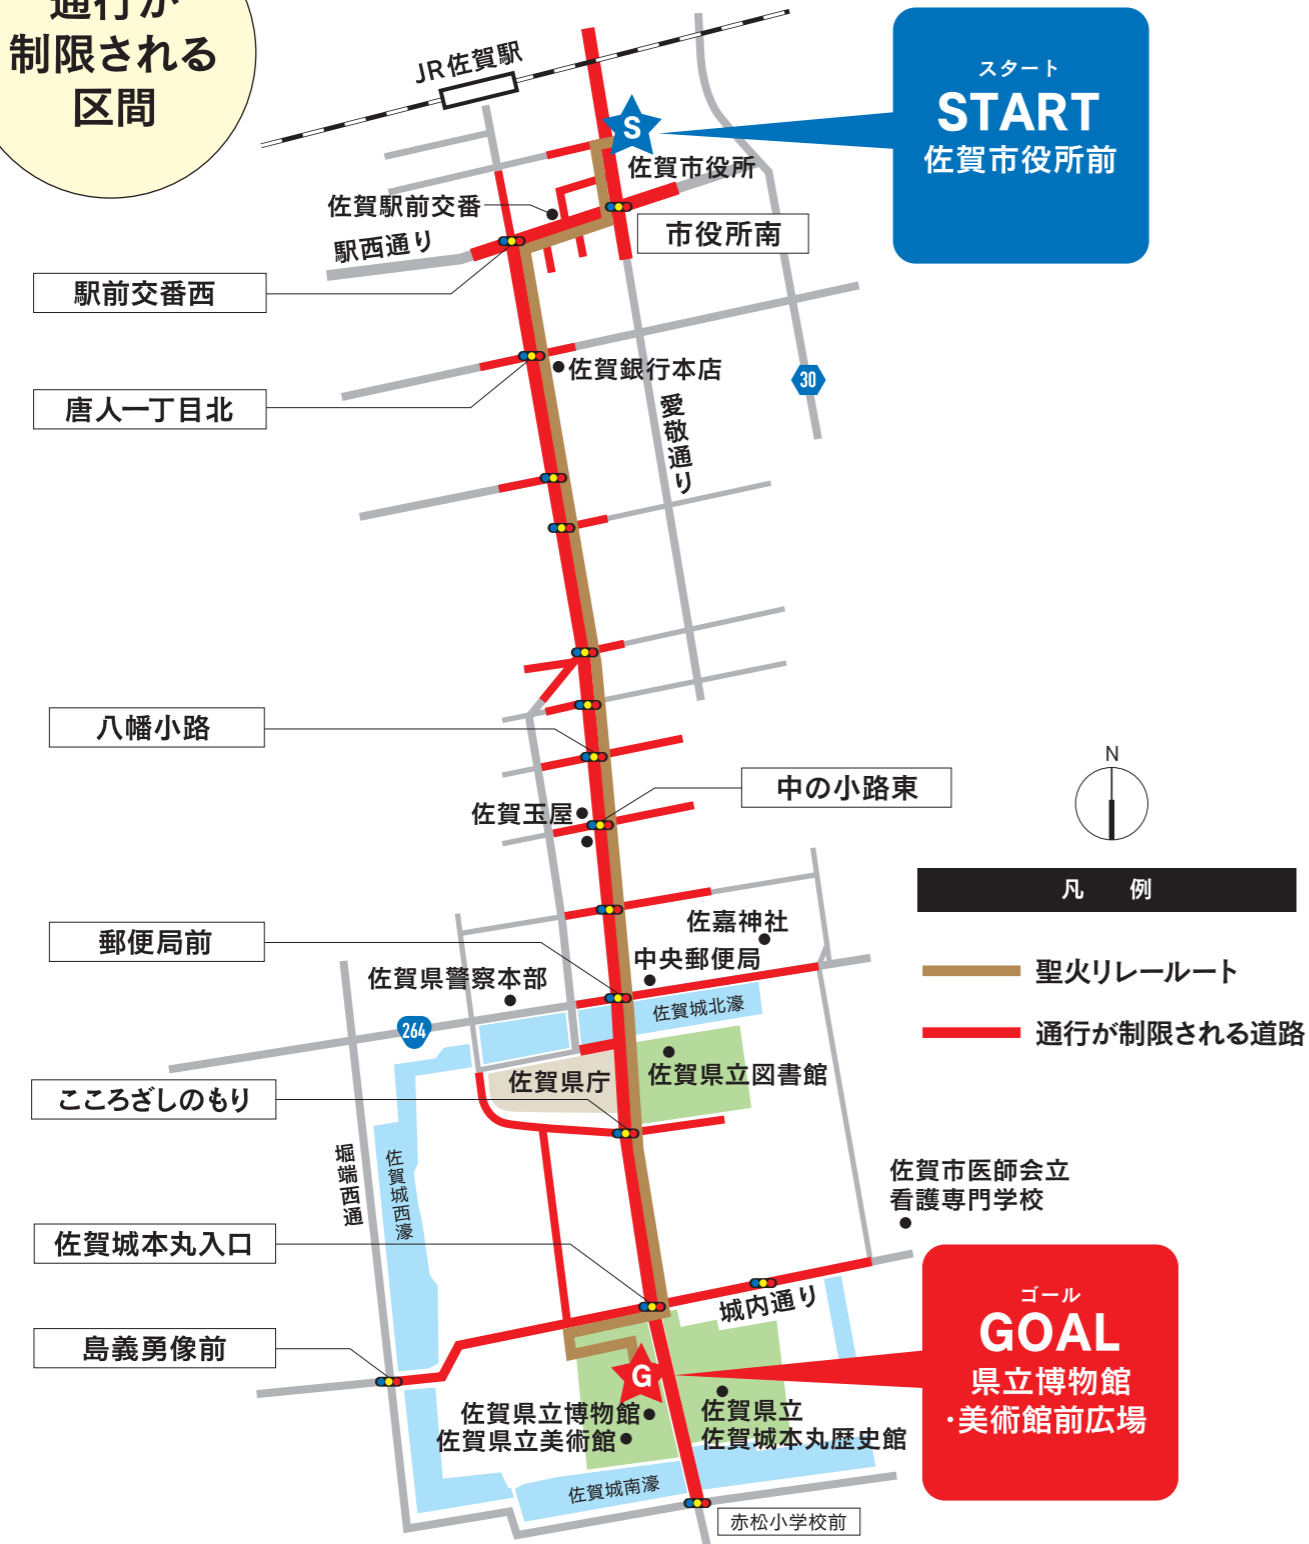 通行が
制限される
区間
JR佐賀駅
S
スタート
START
佐賀市役所前
佐賀市役所
佐賀駅前交番
市役所南
駅西通り
駅前交番西
佐賀銀行本店
30
唐人一丁目北
愛敬通り
八幡小路
中の小路東
佐賀玉屋
N
凡 例
聖火リレールート
通行が制限される道路
郵便局前
佐嘉神社
中央郵便局
佐賀県警察本部
佐賀城北濠
264
佐賀県庁
佐賀県立図書館
こころざしのもり
堀端西通
佐賀城西濠
佐賀市医師会立
看護専門学校
佐賀城本丸入口
城内通り
島義勇像前
G
ゴール
GOAL
県立博物館
・美術館前広場
佐賀県立博物館
佐賀県立美術館
佐賀県立
佐賀城本丸歴史館
佐賀城南濠
赤松小学校前